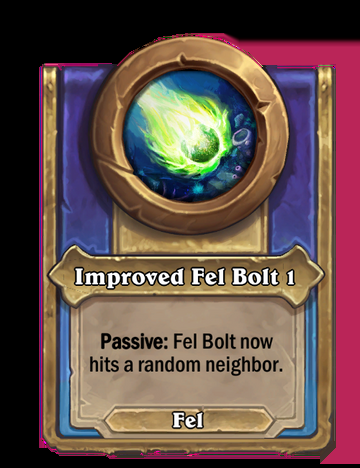 Improved Fel Bolt 1
Passive: Fel Bolt now
hits a random neighbor.
Fel